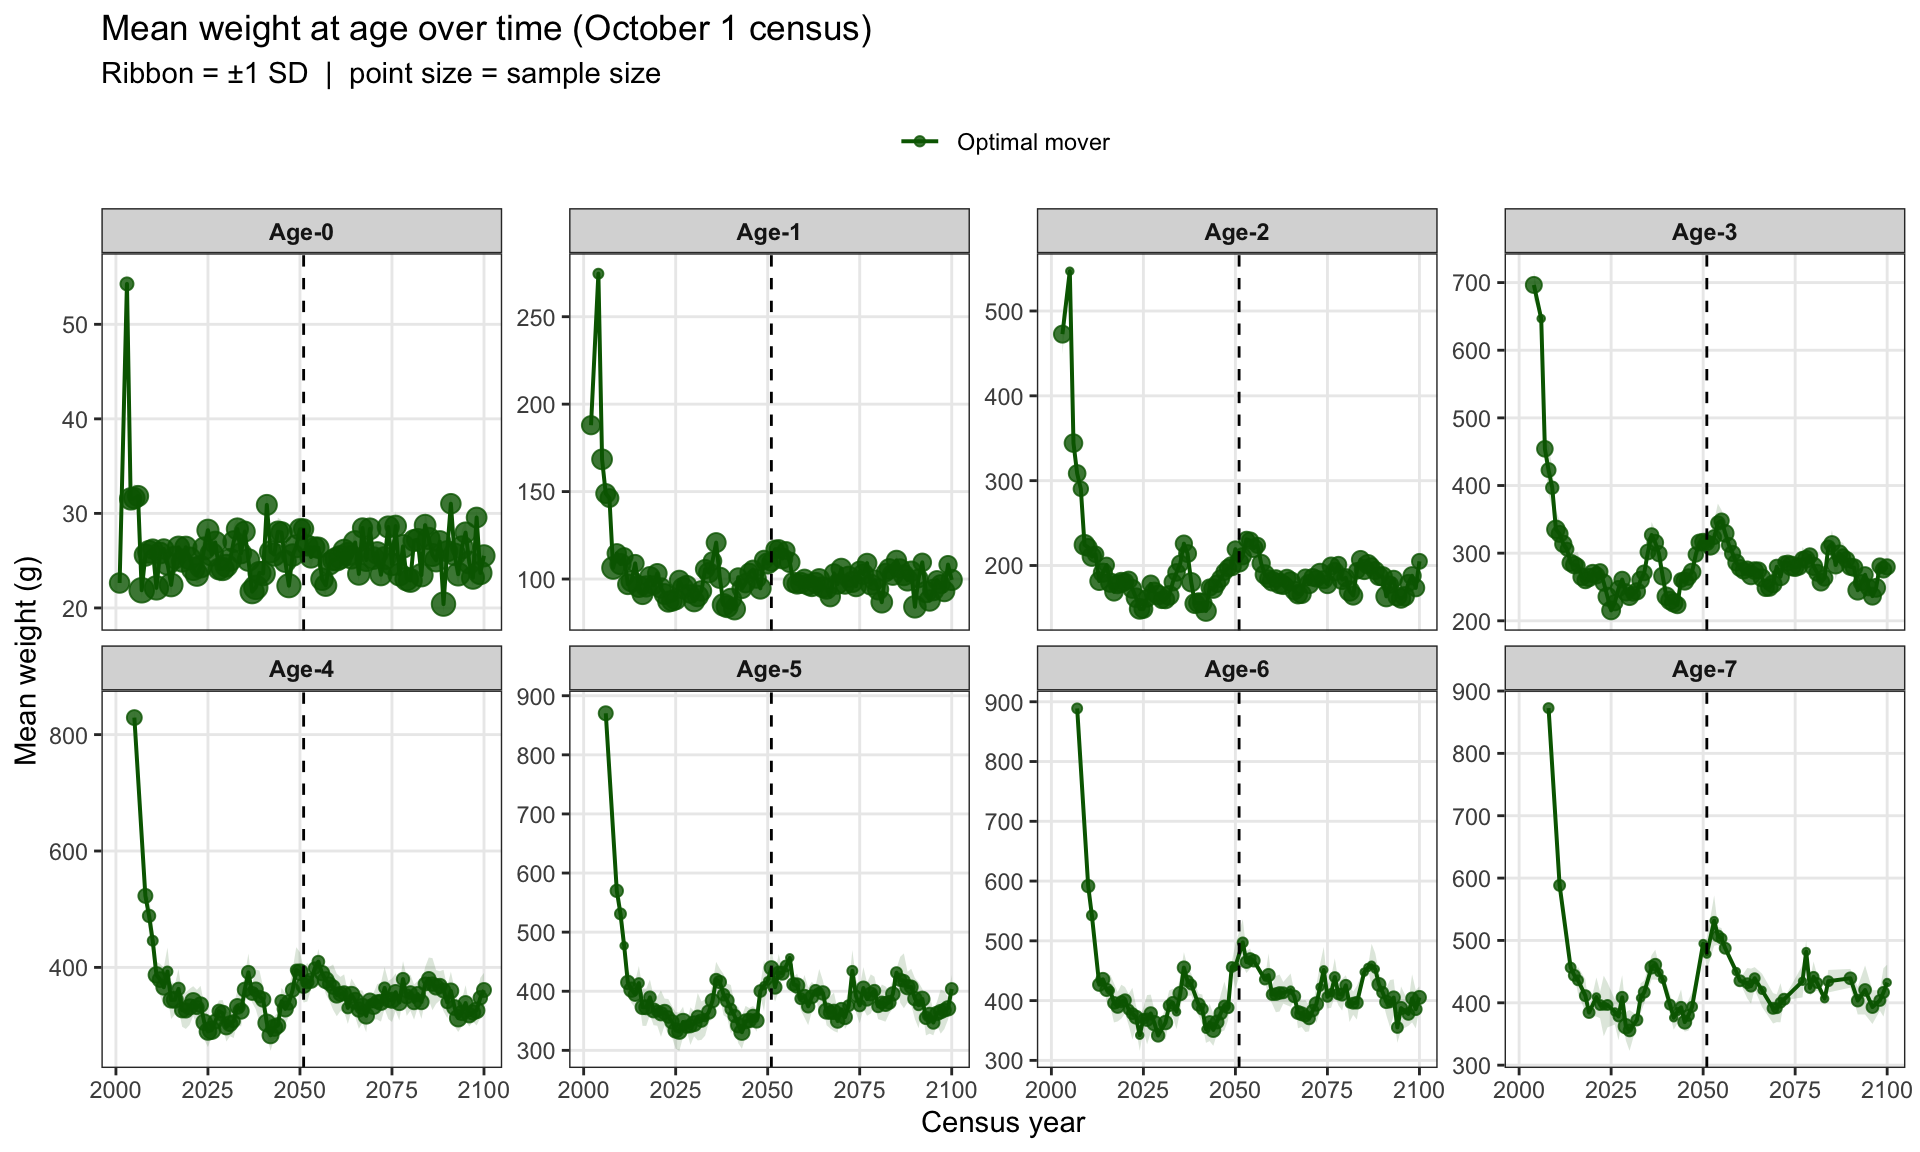 Mean weight at age over time (October 1 census)
Ribbon = ±1 SD | point size = sample size
Optimal mover
Age-0
Age-1
Age-2
Age-3
50
40
30
20
250
200
150
100
500
400
300
200
700
600
500
400
300
200
Mean weight (g)
Age-4
Age-5
Age-6
Age-7
800
600
400
900
800
700
600
500
400
300
900
800
700
600
500
400
300
900
800
700
600
500
400
300
2000 2025 2050 2075 2100
2000 2025 2050 2075 2100
2000 2025 2050 2075 2100
2000 2025 2050 2075 2100
Census year